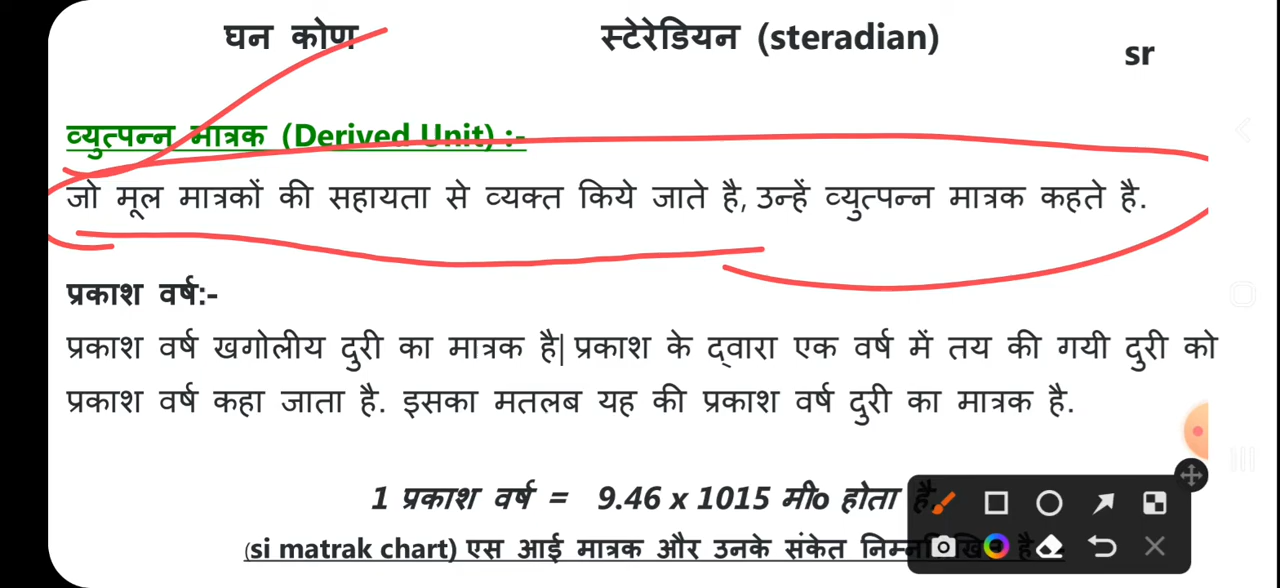 घन कोण स्टेरेडियन (steradian) sr
व्युत्पन्न मात्रक (Derived Unit) :-
जो मूल मात्रकों की सहायता से व्यक्त किये जाते है, उन्हें व्युत्पन्न मात्रक कहते है.
प्रकाश वर्ष:-
प्रकाश वर्ष खगोलीय दुरी का मात्रक है| प्रकाश के द्वारा एक वर्ष में तय की गयी दुरी को
प्रकाश वर्ष कहा जाता है. इसका मतलब यह की प्रकाश वर्ष दुरी का मात्रक है.
1 प्रकाश वर्ष = 9.46 x 1015 मीo होता है.
(si matrak chart) एस आई मात्रक और उनके संकेत निम्नलिखित है